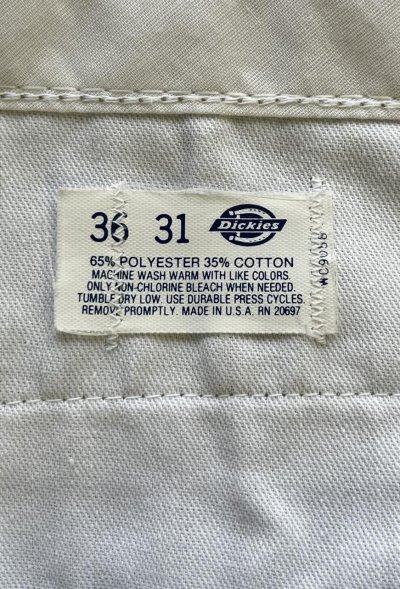 36 31 Dickies
65% POLYESTER 35% COTTON
MACHINE WASH WARM WITH LIKE COLORS.
ONLY NON-CHLORINE BLEACH WHEN NEEDED.
TUMBLE DRY LOW. USE DURABLE PRESS CYCLES.
REMOVE PROMPTLY. MADE IN U.S.A. RN 20697